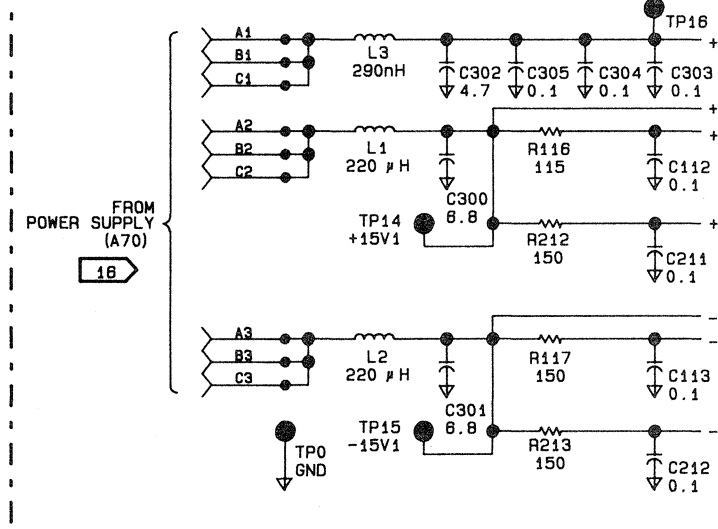 TP16
A1
B1
C1
L3
290nH
C302
4.7
C305
0.1
C304
0.1
C303
0.1
+
+
+
A2
B2
C2
L1
220 µH
R116
115
C112
0.1
FROM
POWER SUPPLY
(A70)
16
C300
6.8
TP14
+15V1
R212
150
+
C211
0.1
A3
B3
C3
L2
220 µH
–
–
R117
150
C113
0.1
C301
6.8
TP15
-15V1
TP0
GND
R213
150
–
C212
0.1